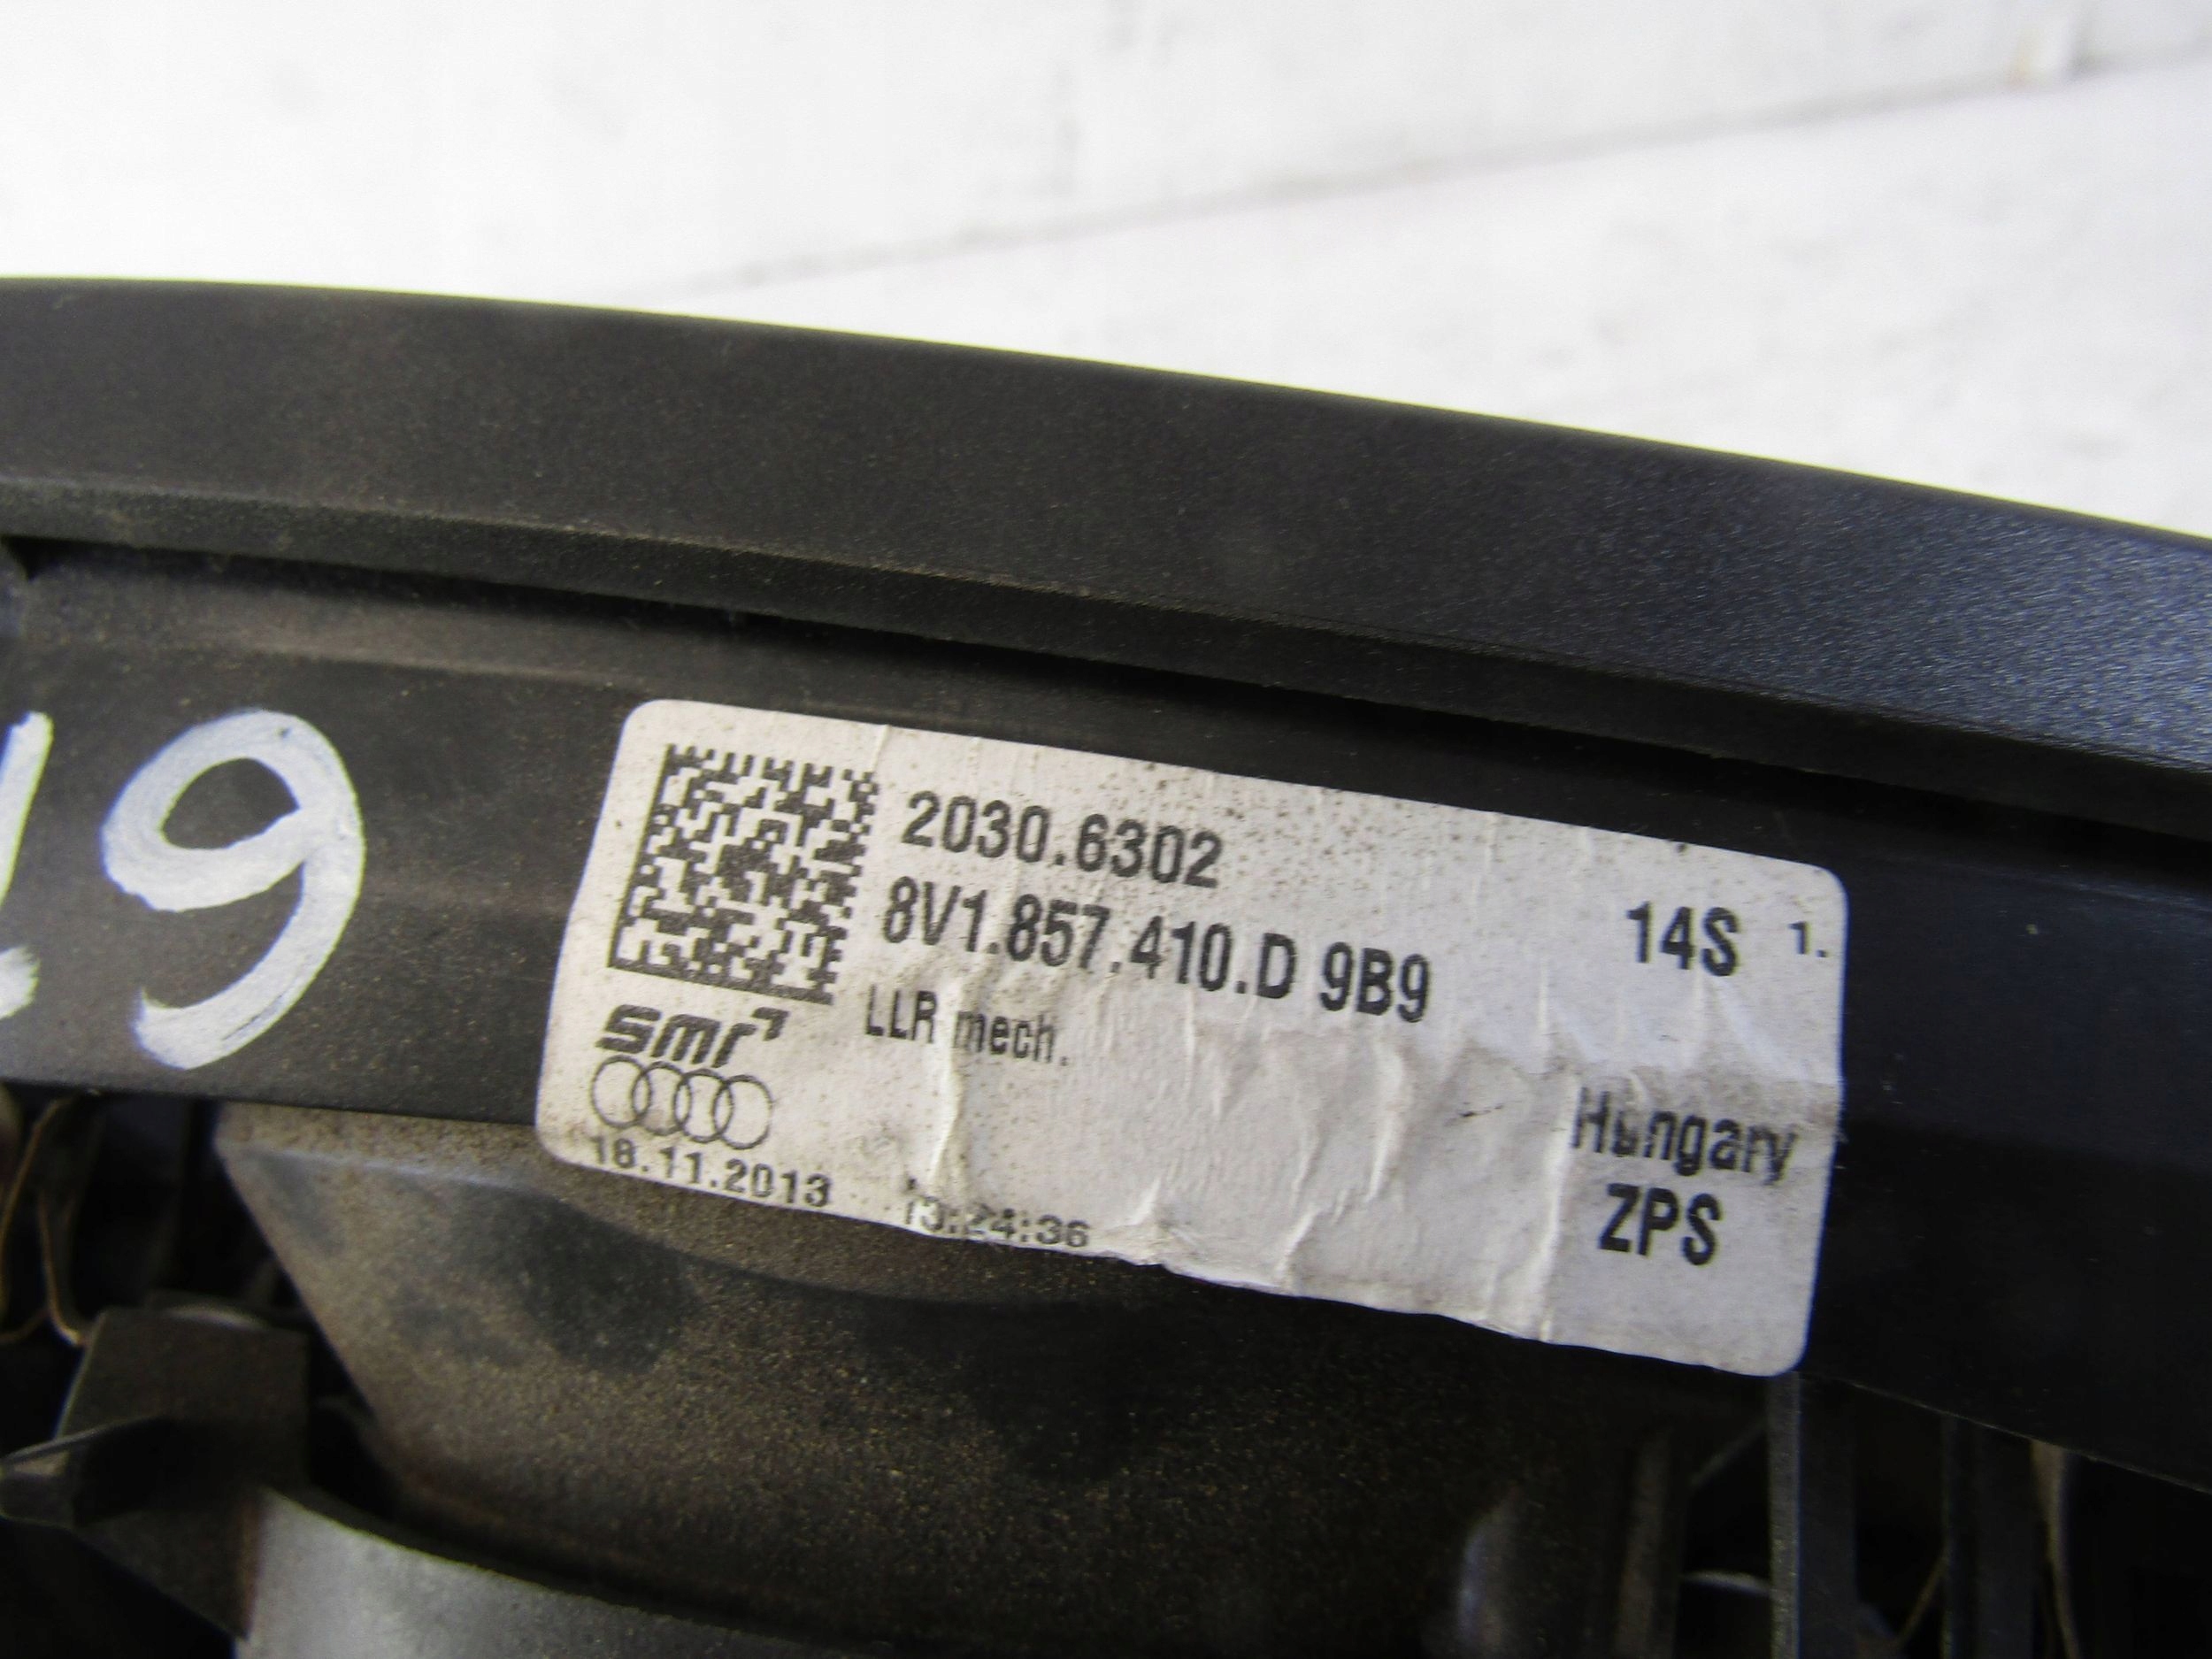 19
2030.6302
8V1.857.410.D 9B9
14S 1.
LLR mech.
smr
Hungary
ZPS
18.11.2013 13:24:36